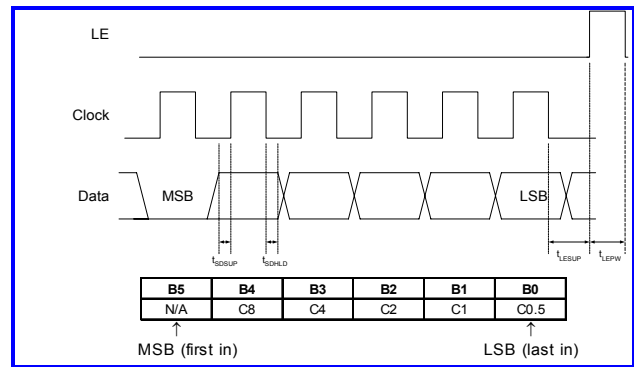 LE
Clock
Data MSB LSB
tSDSUP tSDHLD tLESUP tLEPW
B5 B4 B3 B2 B1 B0
N/A C8 C4 C2 C1 C0.5
↑ ↑
MSB (first in) LSB (last in)